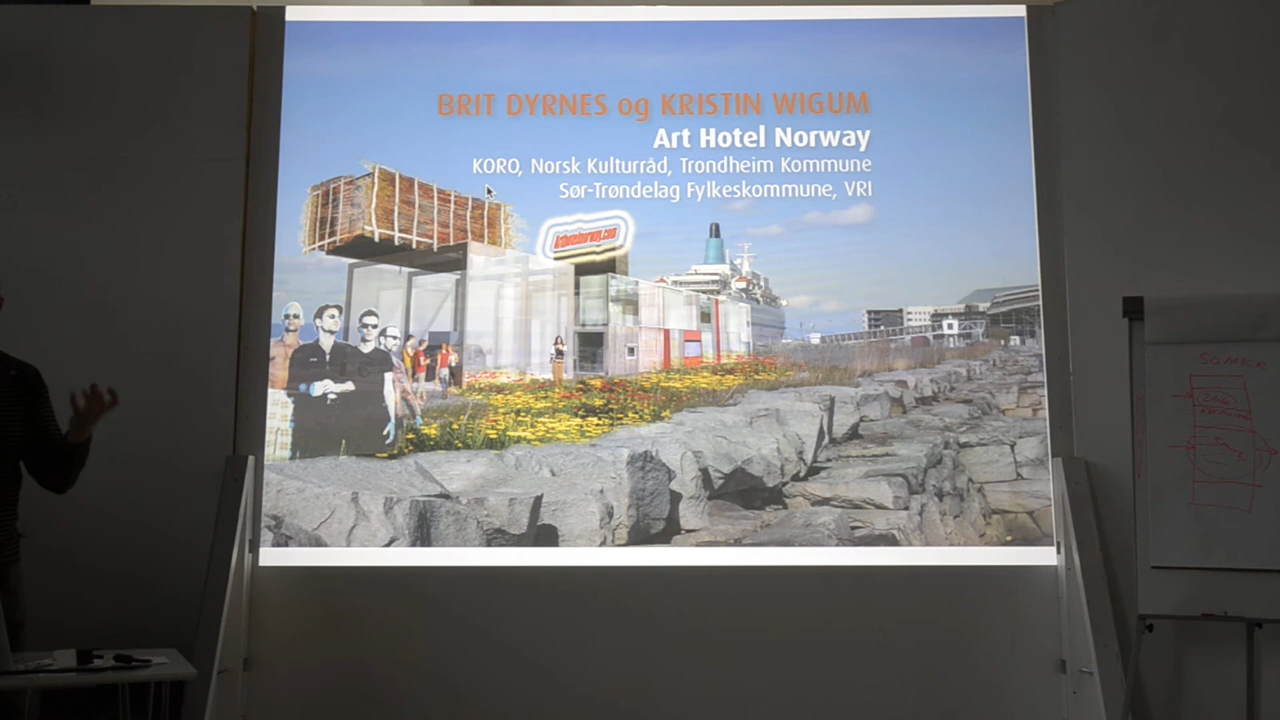 BRIT DYRNES og KRISTIN WIGUM
Art Hotel Norway
KORO, Norsk Kulturråd, Trondheim Kommune
Sør-Trøndelag Fylkeskommune, VRI